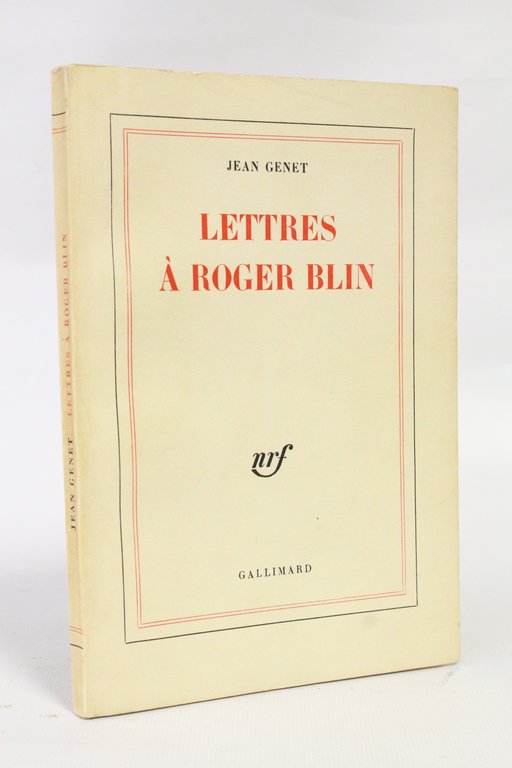 JEAN GENET
LETTRES
À ROGER BLIN
nrf
GALLIMARD
JEAN GENET LETTRES À ROGER BLIN